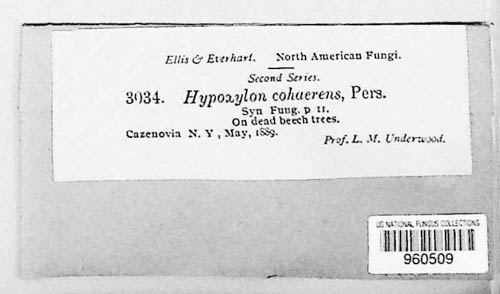 Ellis & Everhart. North American Fungi.
Second Series.
3034. Hypoxylon cohaerens, Pers.
Syn Fung. p 11.
On dead beech trees.
Cazenovia N. Y , May, 1889.
Prof. L. M. Underwood.
US NATIONAL FUNGUS COLLECTIONS
960509